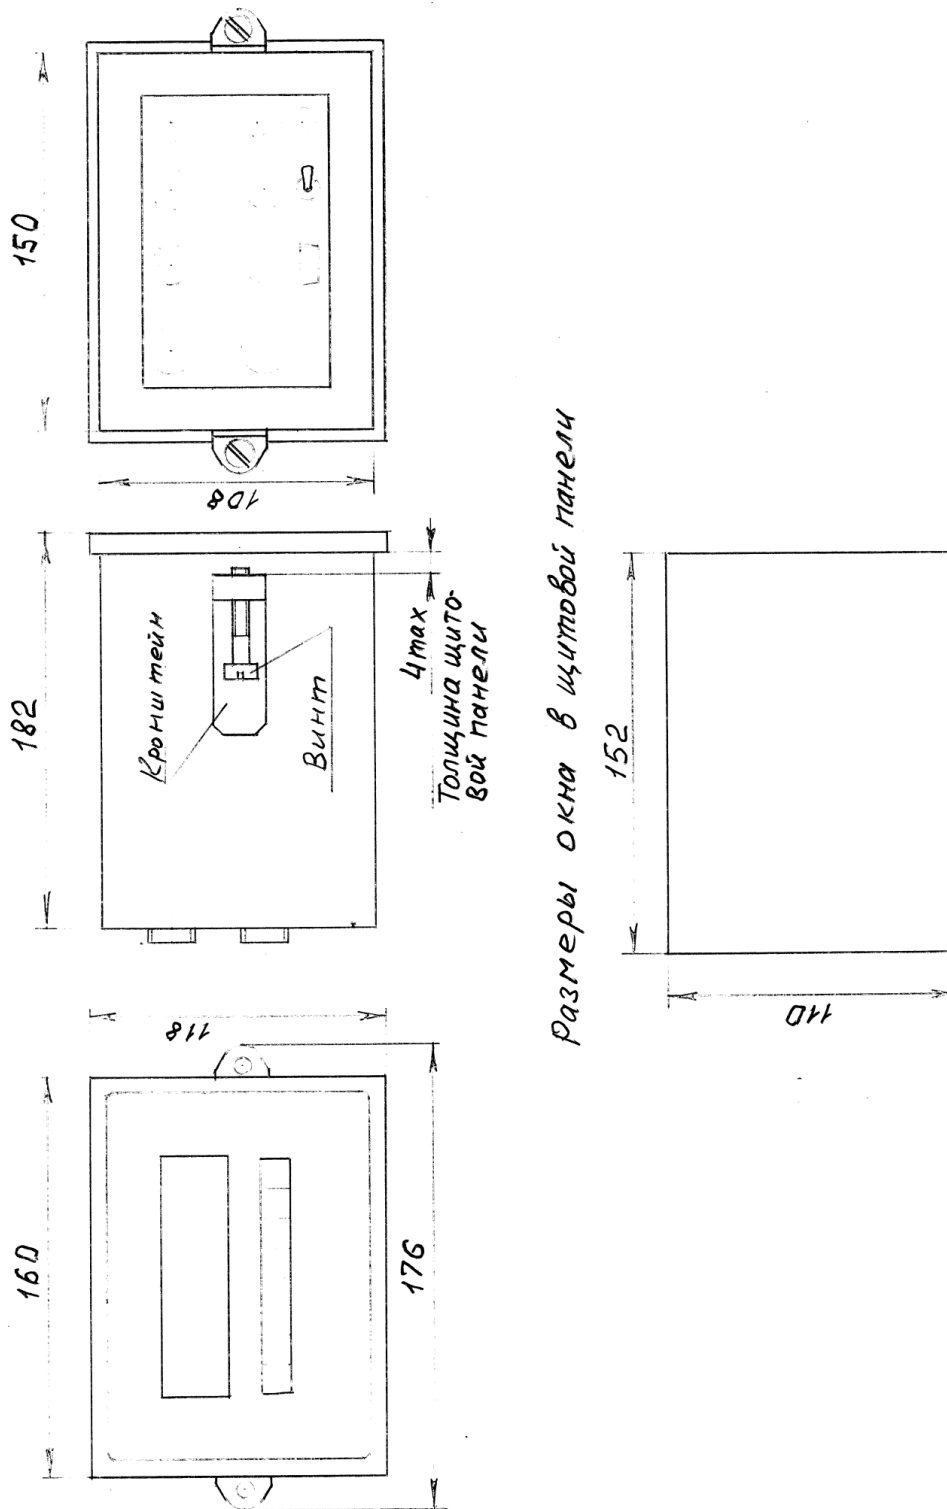 160
118
176
182
Кронштейн
Винт
4max
Толщина щито-
вой панели
150
108
Размеры окна в щитовой панели
152
110